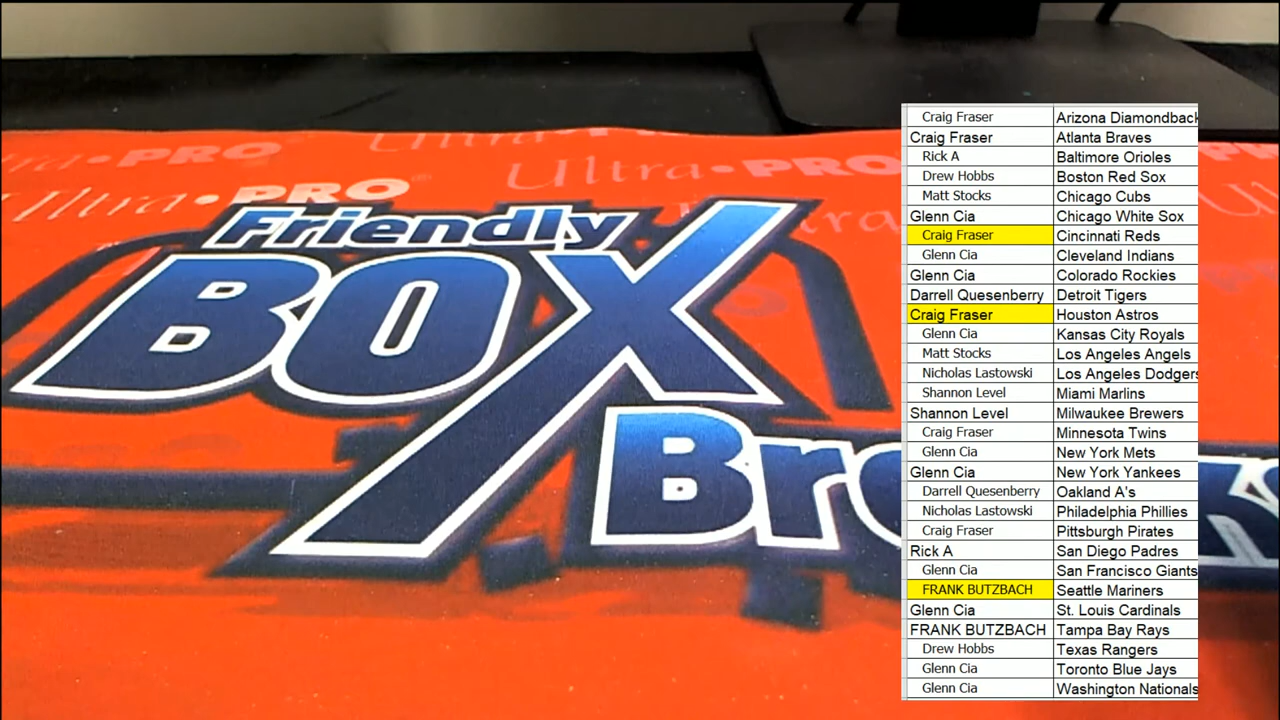 Ultra•PRO
Ultra•PRO
Ultra•PRO
Friendly
BOX
Bre
Craig Fraser Arizona Diamondback
Craig Fraser Atlanta Braves
Rick A Baltimore Orioles
Drew Hobbs Boston Red Sox
Matt Stocks Chicago Cubs
Glenn Cia Chicago White Sox
Craig Fraser Cincinnati Reds
Glenn Cia Cleveland Indians
Glenn Cia Colorado Rockies
Darrell Quesenberry Detroit Tigers
Craig Fraser Houston Astros
Glenn Cia Kansas City Royals
Matt Stocks Los Angeles Angels
Nicholas Lastowski Los Angeles Dodgers
Shannon Level Miami Marlins
Shannon Level Milwaukee Brewers
Craig Fraser Minnesota Twins
Glenn Cia New York Mets
Glenn Cia New York Yankees
Darrell Quesenberry Oakland A's
Nicholas Lastowski Philadelphia Phillies
Craig Fraser Pittsburgh Pirates
Rick A San Diego Padres
Glenn Cia San Francisco Giants
FRANK BUTZBACH Seattle Mariners
Glenn Cia St. Louis Cardinals
FRANK BUTZBACH Tampa Bay Rays
Drew Hobbs Texas Rangers
Glenn Cia Toronto Blue Jays
Glenn Cia Washington Nationals